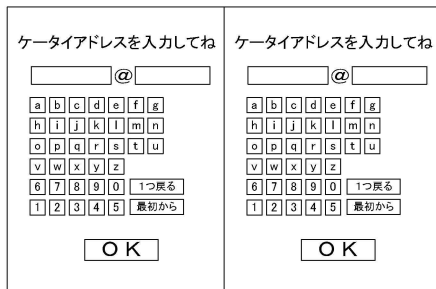 ケータイアドレスを入力してね
@
a b c d e f g
h i j k l m n
o p q r s t u
v w x y z
6 7 8 9 0 1つ戻る
1 2 3 4 5 最初から
OK
ケータイアドレスを入力してね
@
a b c d e f g
h i j k l m n
o p q r s t u
v w x y z
6 7 8 9 0 1つ戻る
1 2 3 4 5 最初から
OK